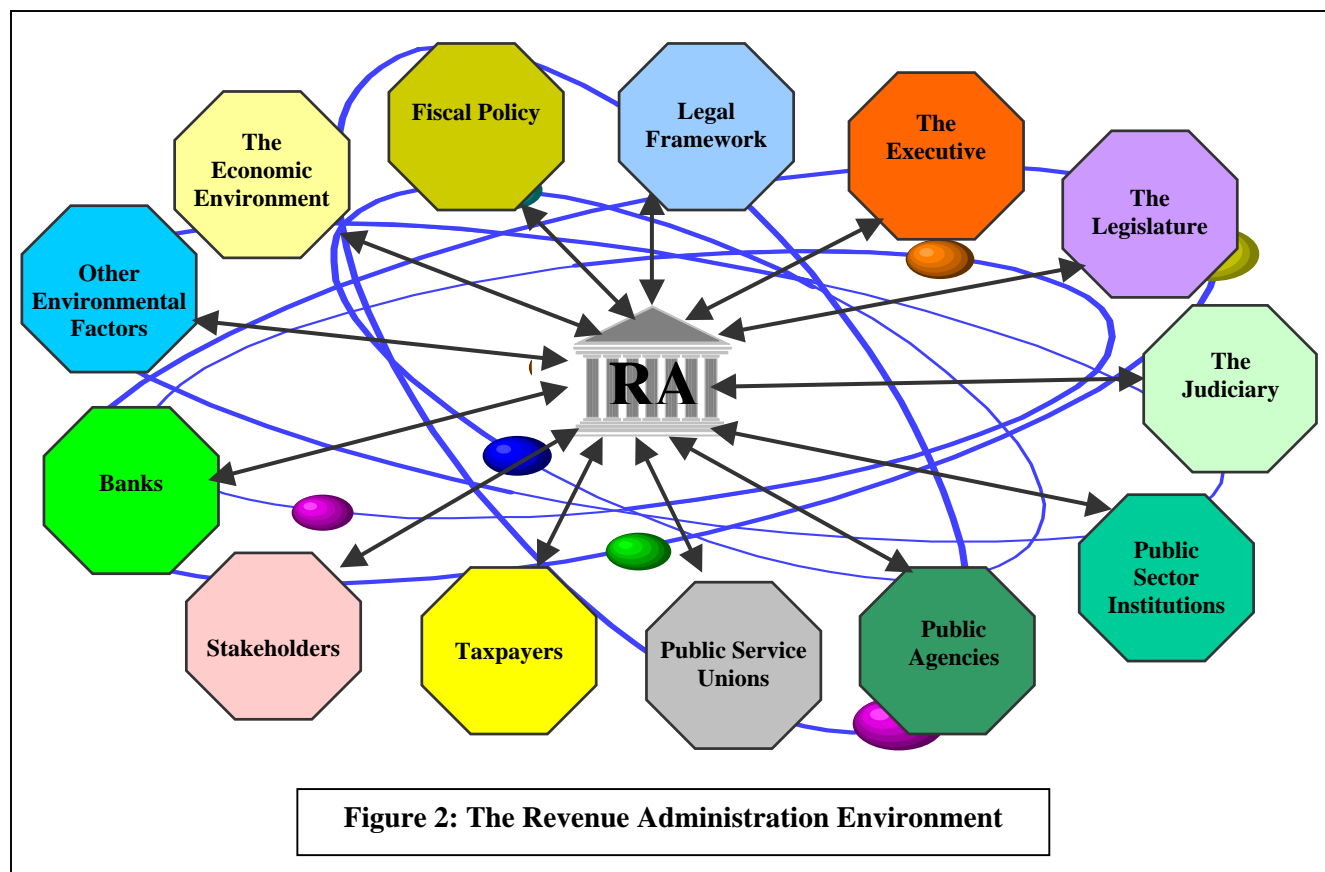 Fiscal Policy
Legal
Framework
The
Executive
The
Economic
Environment
The
Legislature
Other
Environmental
Factors
RA
The
Judiciary
Banks
Public
Sector
Institutions
Stakeholders
Taxpayers
Public Service
Unions
Public
Agencies
Figure 2: The Revenue Administration Environment